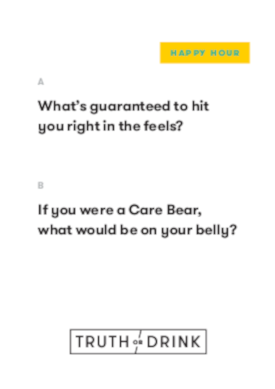 HAPPY HOUR
A
What's guaranteed to hit
you right in the feels?
B
If you were a Care Bear,
what would be on your belly?
TRUTH OR DRINK